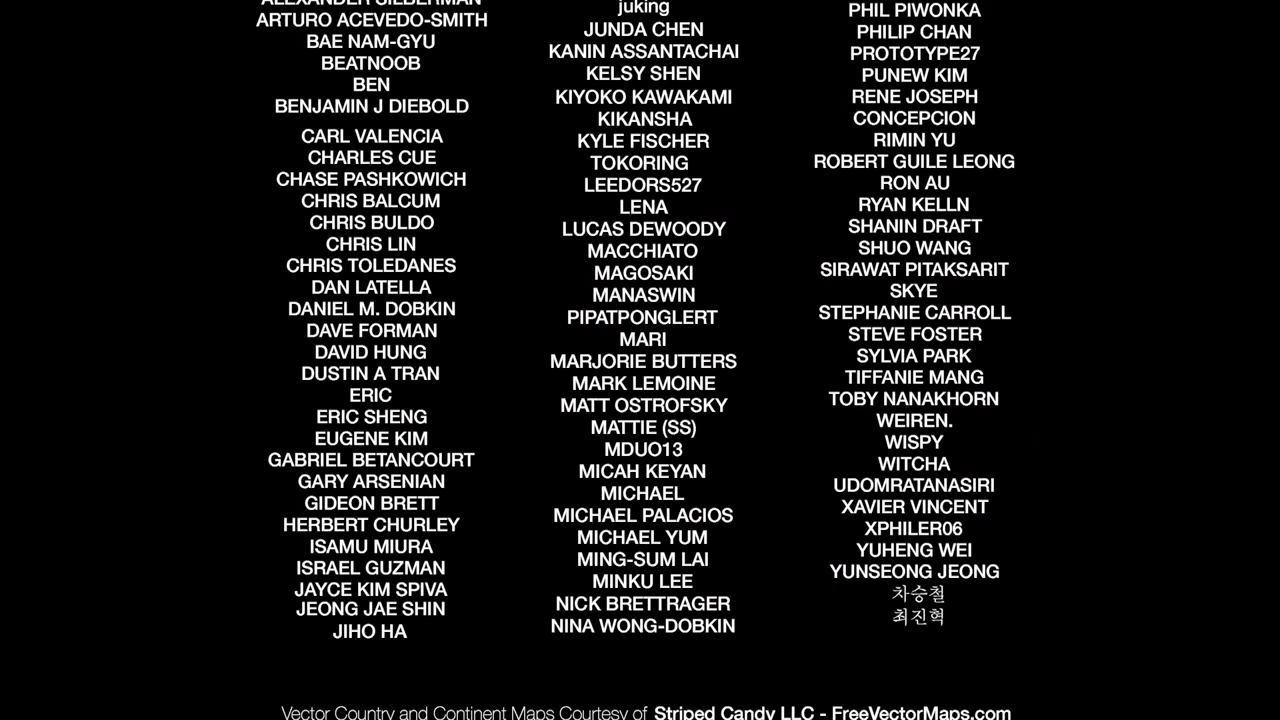 ALEXANDER SILBERMAN
ARTURO ACEVEDO-SMITH
BAE NAM-GYU
BEATNOOB
BEN
BENJAMIN J DIEBOLD
CARL VALENCIA
CHARLES CUE
CHASE PASHKOWICH
CHRIS BALCUM
CHRIS BULDO
CHRIS LIN
CHRIS TOLEDANES
DAN LATELLA
DANIEL M. DOBKIN
DAVE FORMAN
DAVID HUNG
DUSTIN A TRAN
ERIC
ERIC SHENG
EUGENE KIM
GABRIEL BETANCOURT
GARY ARSENIAN
GIDEON BRETT
HERBERT CHURLEY
ISAMU MIURA
ISRAEL GUZMAN
JAYCE KIM SPIVA
JEONG JAE SHIN
JIHO HA
juking
JUNDA CHEN
KANIN ASSANTACHAI
KELSY SHEN
KIYOKO KAWAKAMI
KIKANSHA
KYLE FISCHER
TOKORING
LEEDORS527
LENA
LUCAS DEWOODY
MACCHIATO
MAGOSAKI
MANASWIN
PIPATPONGLERT
MARI
MARJORIE BUTTERS
MARK LEMOINE
MATT OSTROFSKY
MATTIE (SS)
MDUO13
MICAH KEYAN
MICHAEL
MICHAEL PALACIOS
MICHAEL YUM
MING-SUM LAI
MINKU LEE
NICK BRETTRAGER
NINA WONG-DOBKIN
PHIL PIWONKA
PHILIP CHAN
PROTOTYPE27
PUNEW KIM
RENE JOSEPH
CONCEPCION
RIMIN YU
ROBERT GUILE LEONG
RON AU
RYAN KELLN
SHANIN DRAFT
SHUO WANG
SIRAWAT PITAKSARIT
SKYE
STEPHANIE CARROLL
STEVE FOSTER
SYLVIA PARK
TIFFANIE MANG
TOBY NANAKHORN
WEIREN.
WISPY
WITCHA
UDOMRATANASIRI
XAVIER VINCENT
XPHILER06
YUHENG WEI
YUNSEONG JEONG
차승철
최진혁
Vector Country and Continent Maps Courtesy of Striped Candy LLC - FreeVectorMaps.com